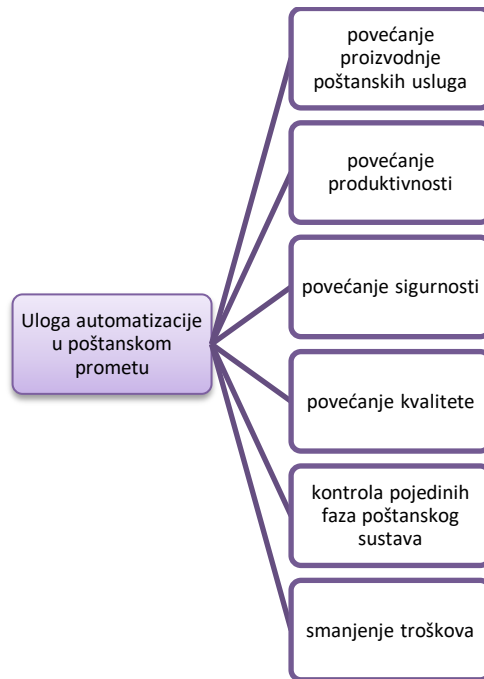 Uloga automatizacije
u poštanskom
prometu
povećanje
proizvodnje
poštanskih usluga
povećanje
produktivnosti
povećanje sigurnosti
povećanje kvalitete
kontrola pojedinih
faza poštanskog
sustava
smanjenje troškova